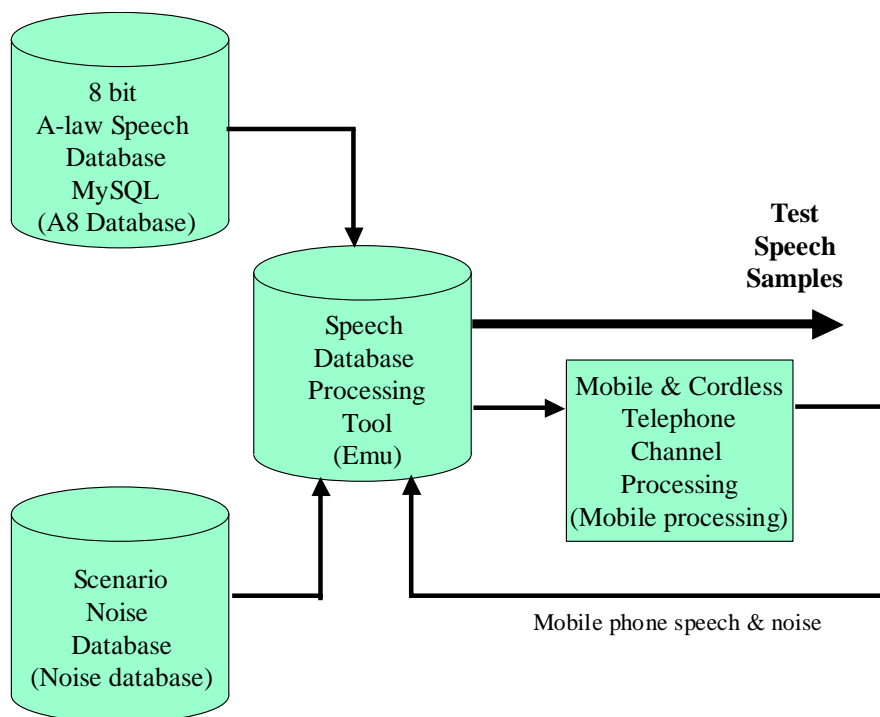 8 bit
A-law Speech
Database
MySQL
(A8 Database)
Test
Speech
Samples
Speech
Database
Processing
Tool
(Emu)
Mobile & Cordless
Telephone
Channel
Processing
(Mobile processing)
Scenario
Noise
Database
(Noise database)
Mobile phone speech & noise